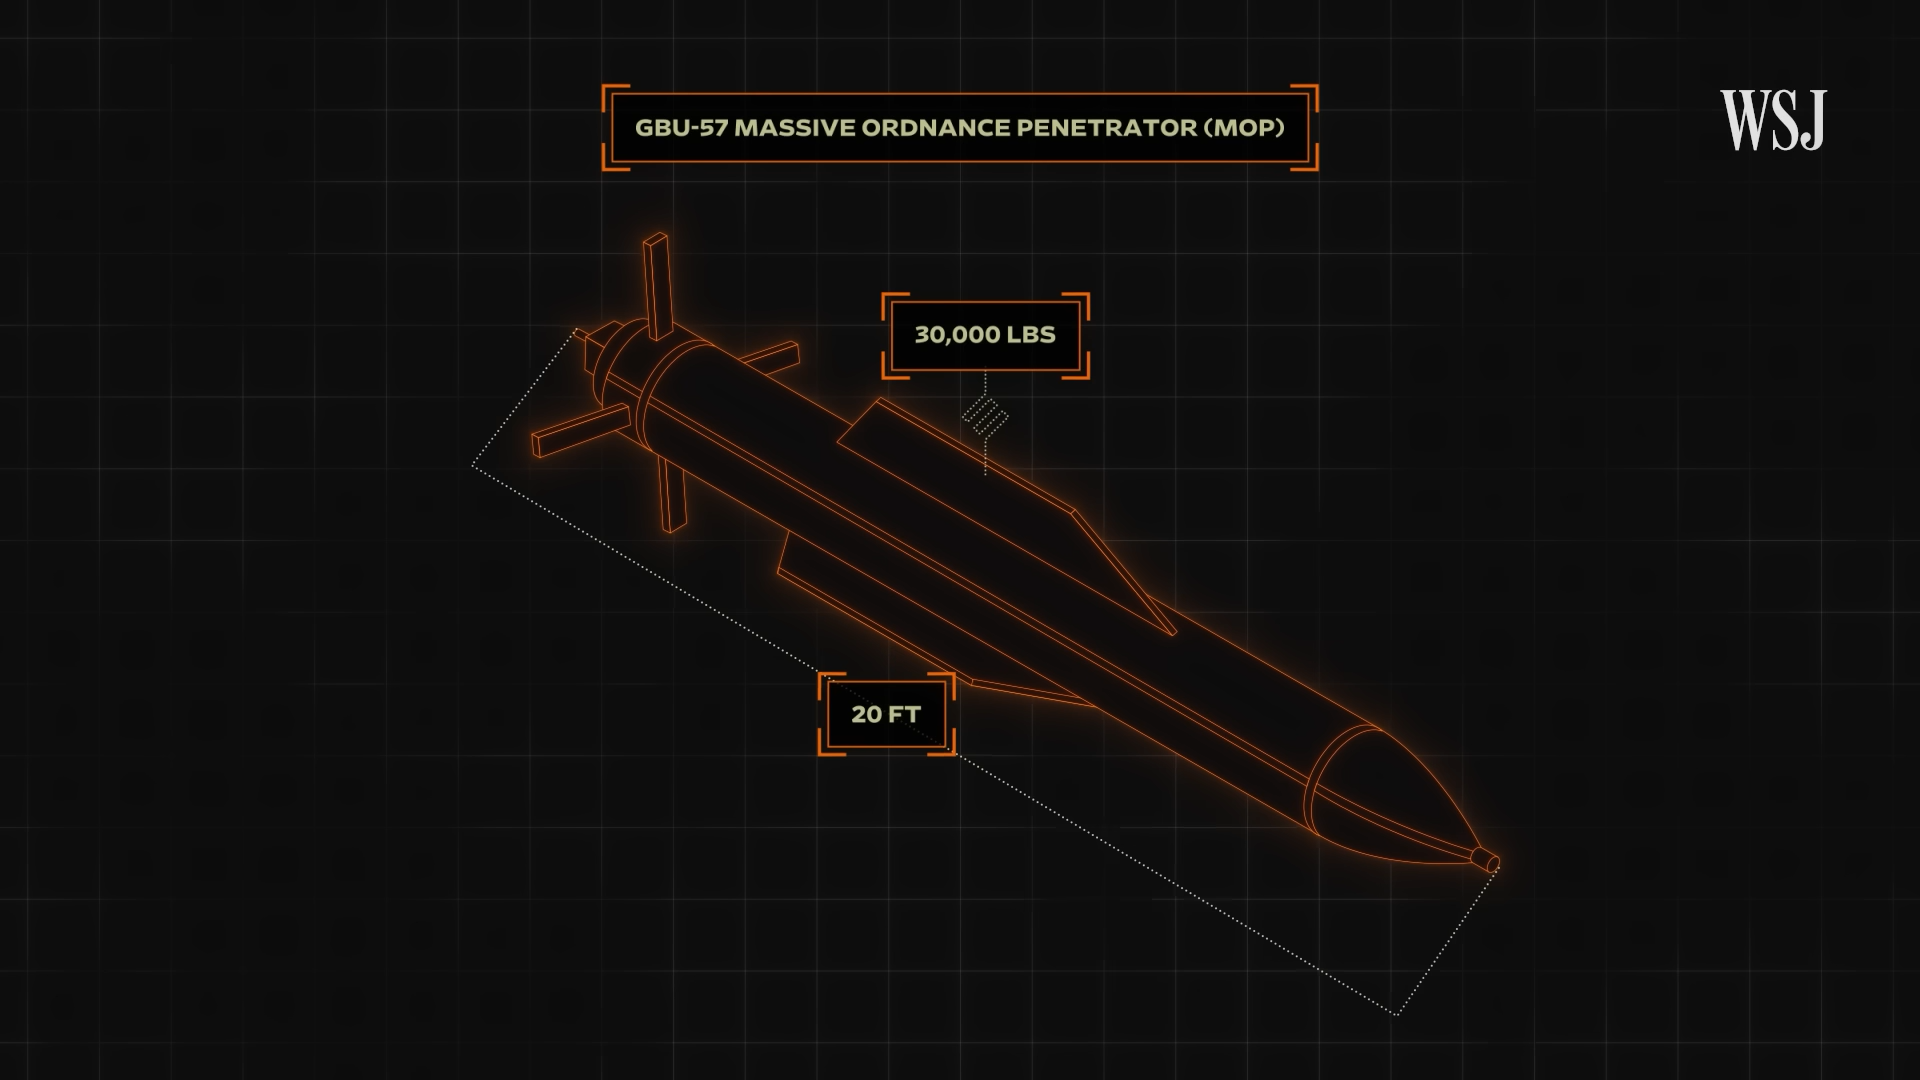 GBU-57 MASSIVE ORDNANCE PENETRATOR (MOP)
WSJ
30,000 LBS
20 FT